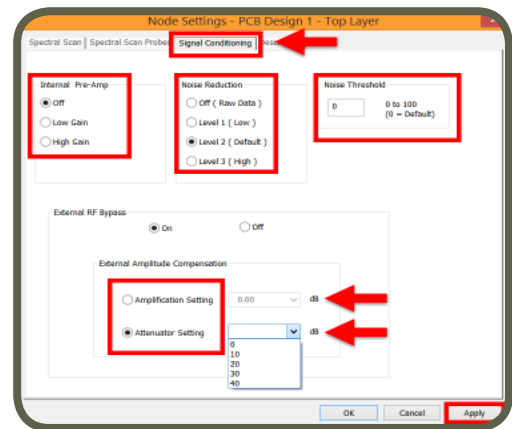 Node Settings - PCB Design 1 - Top Layer
Spectral Scan Spectral Scan Probes Signal Conditioning
Internal Pre-Amp
Off
Low Gain
High Gain
Noise Reduction
Off ( Raw Data )
Level 1 ( Low )
Level 2 ( Default )
Level 3 ( High )
Noise Threshold
0 0 to 100
(0 = Default)
External RF Bypass
On Off
External Amplitude Compensation
Amplification Setting 0.00 dB
Attenuator Setting dB
0
10
20
30
40
OK Cancel Apply